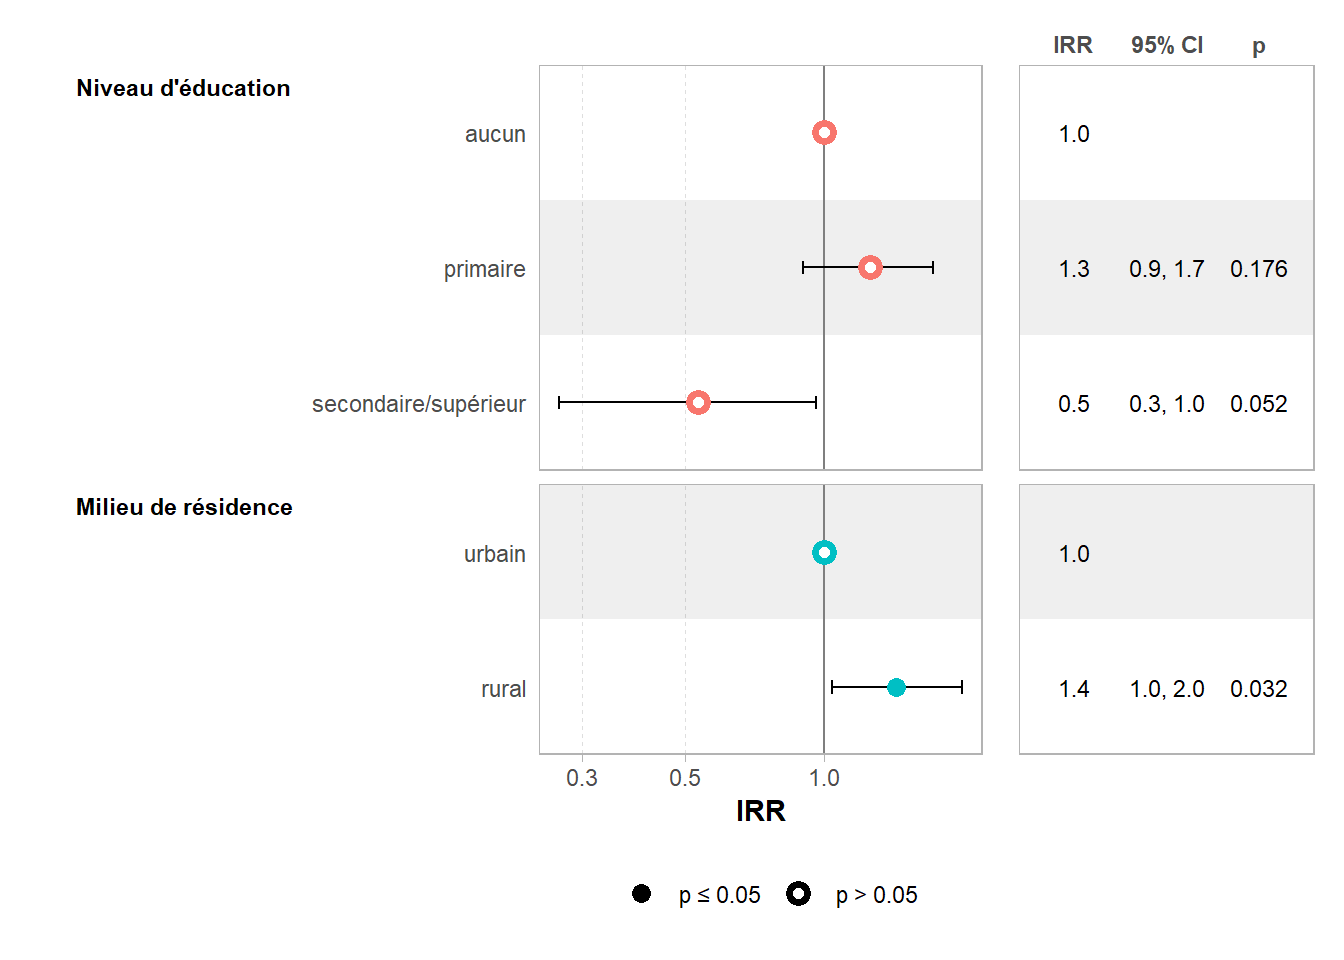 IRR 95% CI p
Niveau d'éducation
aucun 1.0
primaire 1.3 0.9, 1.7 0.176
secondaire/supérieur 0.5 0.3, 1.0 0.052
Milieu de résidence
urbain 1.0
rural 1.4 1.0, 2.0 0.032
0.3 0.5 1.0
IRR
p ≤ 0.05 p > 0.05